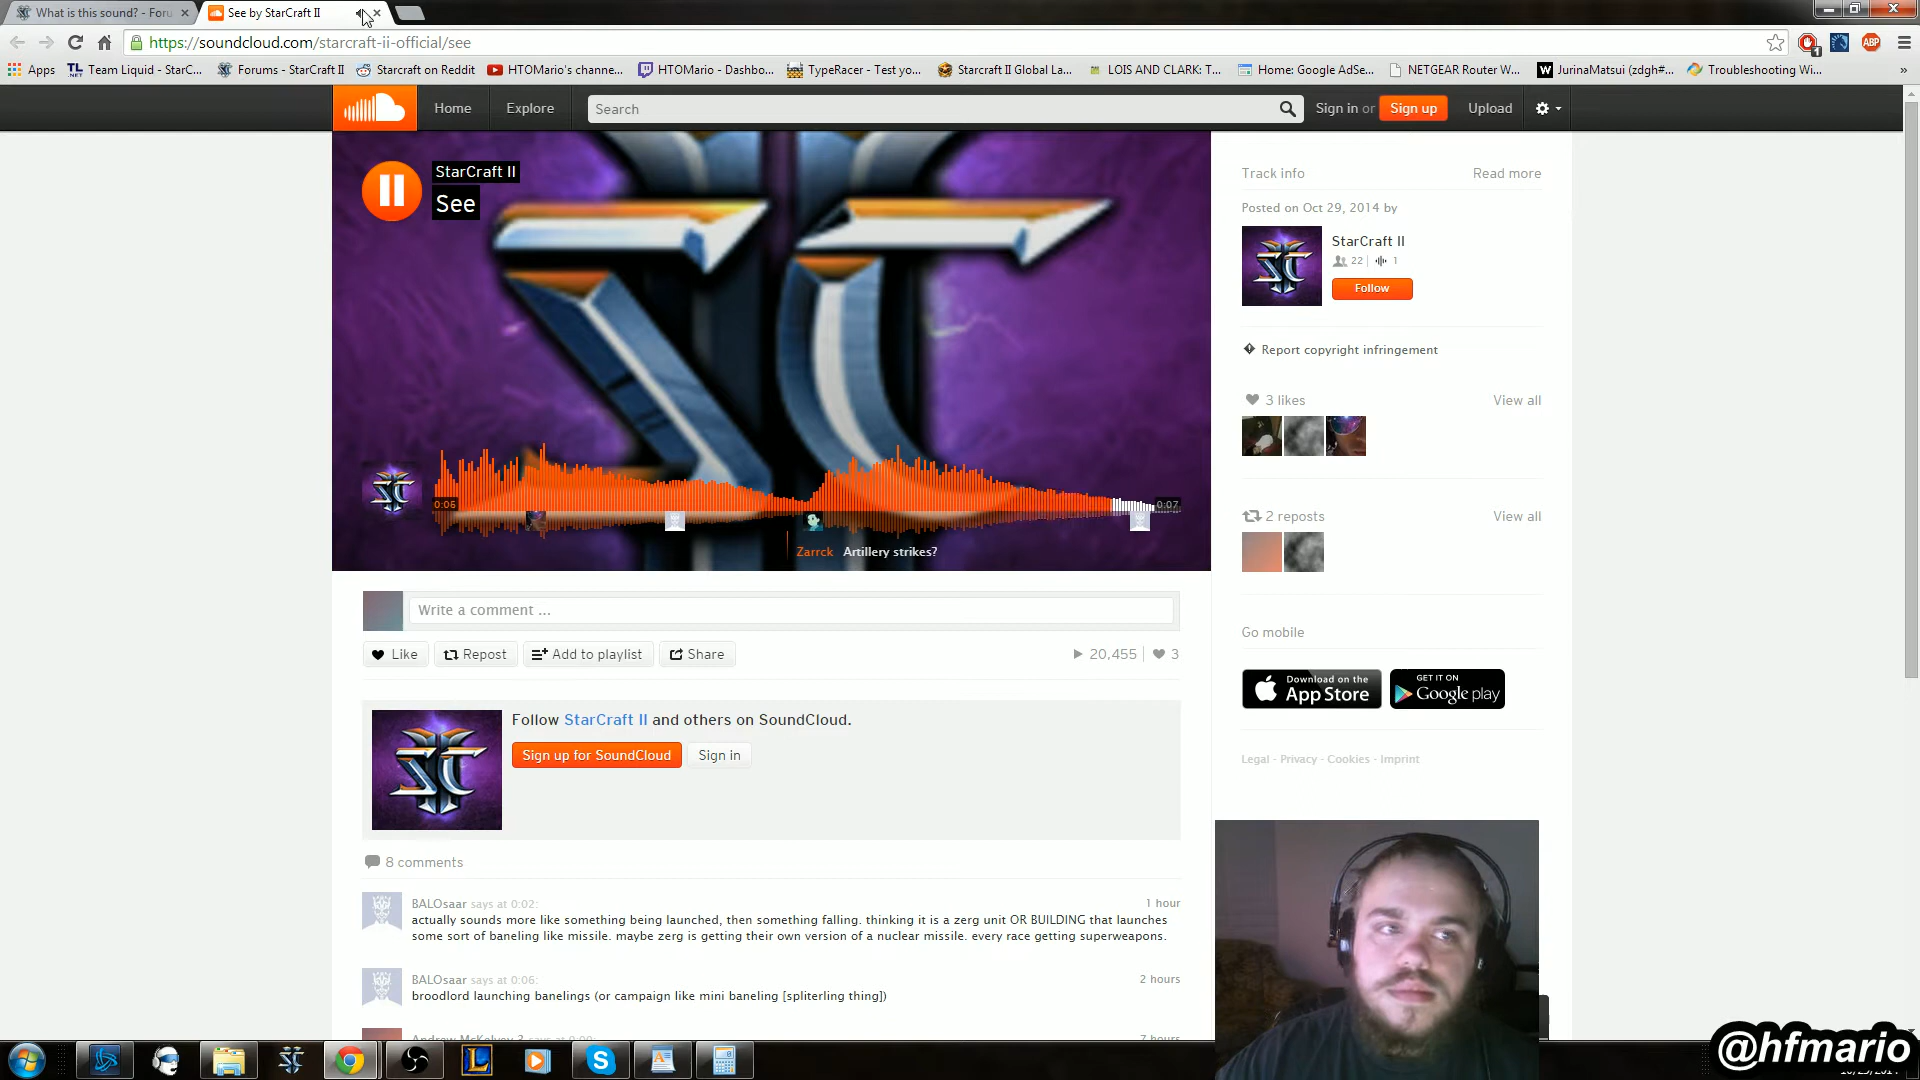 What is this sound? - Foru
See by StarCraft II
https://soundcloud.com/starcraft-ii-official/see
Apps
Team Liquid - StarC...
Forums - StarCraft II
Starcraft on Reddit
HTOMario's channe...
HTOMario - Dashbo...
TypeRacer - Test yo...
Starcraft II Global La...
LOIS AND CLARK: T...
Home: Google AdSe...
NETGEAR Router W...
JurinaMatsui (zdgh#...
Troubleshooting Wi...
Home
Explore
Search
Sign in or
Sign up
Upload
StarCraft II
See
0:06
0:07
Zarrck Artillery strikes?
Write a comment ...
Like
Repost
Add to playlist
Share
20,455
3
Follow StarCraft II and others on SoundCloud.
Sign up for SoundCloud
Sign in
8 comments
BALOsaar says at 0:02:
1 hour
actually sounds more like something being launched, then something falling. thinking it is a zerg unit OR BUILDING that launches
some sort of baneling like missile. maybe zerg is getting their own version of a nuclear missile. every race getting superweapons.
BALOsaar says at 0:06:
2 hours
broodlord launching banelings (or campaign like mini baneling [spliterling thing])
7 hours
Track info
Read more
Posted on Oct 29, 2014 by
StarCraft II
22
1
Follow
Report copyright infringement
3 likes
View all
2 reposts
View all
Go mobile
Download on the
App Store
GET IT ON
Google play
Legal - Privacy - Cookies - Imprint
@hfmario